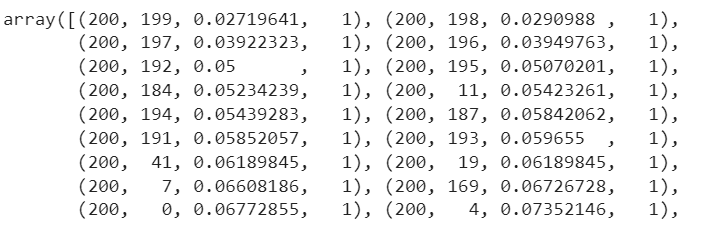 array([(200, 199, 0.02719641,   1), (200, 198, 0.0290988 ,   1),
       (200, 197, 0.03922323,   1), (200, 196, 0.03949763,   1),
       (200, 192, 0.05      ,   1), (200, 195, 0.05070201,   1),
       (200, 184, 0.05234239,   1), (200,  11, 0.05423261,   1),
       (200, 194, 0.05439283,   1), (200, 187, 0.05842062,   1),
       (200, 191, 0.05852057,   1), (200, 193, 0.059655  ,   1),
       (200,  41, 0.06189845,   1), (200,  19, 0.06189845,   1),
       (200,   7, 0.06608186,   1), (200, 169, 0.06726728,   1),
       (200,   0, 0.06772855,   1), (200,   4, 0.07352146,   1),